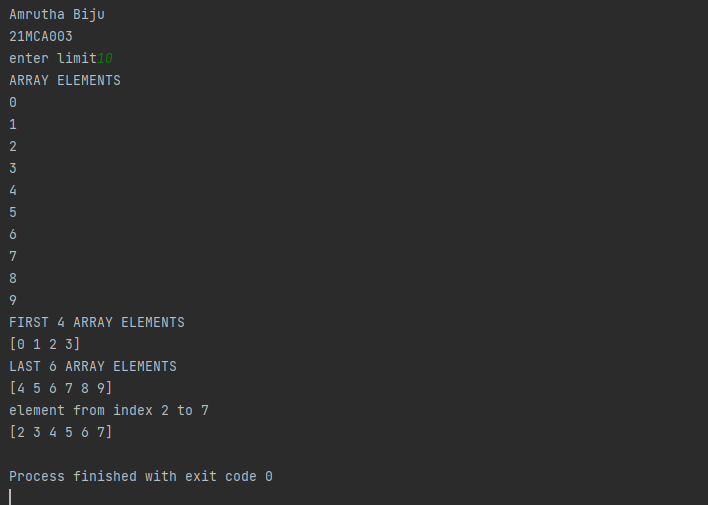 Amrutha Biju
21MCA003
enter limit10
ARRAY ELEMENTS
0
1
2
3
4
5
6
7
8
9
FIRST 4 ARRAY ELEMENTS
[0 1 2 3]
LAST 6 ARRAY ELEMENTS
[4 5 6 7 8 9]
element from index 2 to 7
[2 3 4 5 6 7]
Process finished with exit code 0